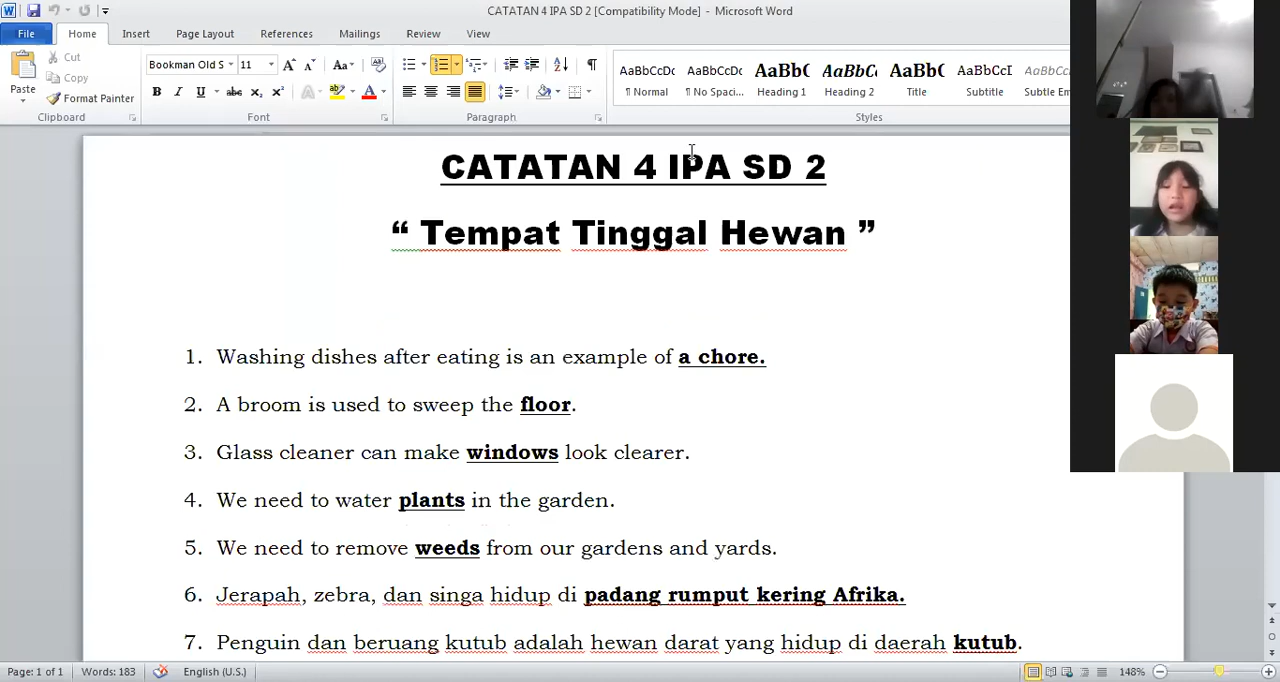 CATATAN 4 IPA SD 2 [Compatibility Mode] - Microsoft Word
File Home Insert Page Layout References Mailings Review View
Cut
Copy
Format Painter
Paste
Clipboard
Bookman Old S 11
Font
Paragraph
AaBbCcDc AaBbCcDc AaBbC AaBbCc AaBbC AaBbCcI AaBbCcDc
¶ Normal ¶ No Spaci... Heading 1 Heading 2 Title Subtitle Subtle Em
Styles
CATATAN 4 IPA SD 2
“ Tempat Tinggal Hewan ”
1. Washing dishes after eating is an example of a chore.
2. A broom is used to sweep the floor.
3. Glass cleaner can make windows look clearer.
4. We need to water plants in the garden.
5. We need to remove weeds from our gardens and yards.
6. Jerapah, zebra, dan singa hidup di padang rumput kering Afrika.
7. Penguin dan beruang kutub adalah hewan darat yang hidup di daerah kutub.
Page: 1 of 1 Words: 183 English (U.S.) 148%